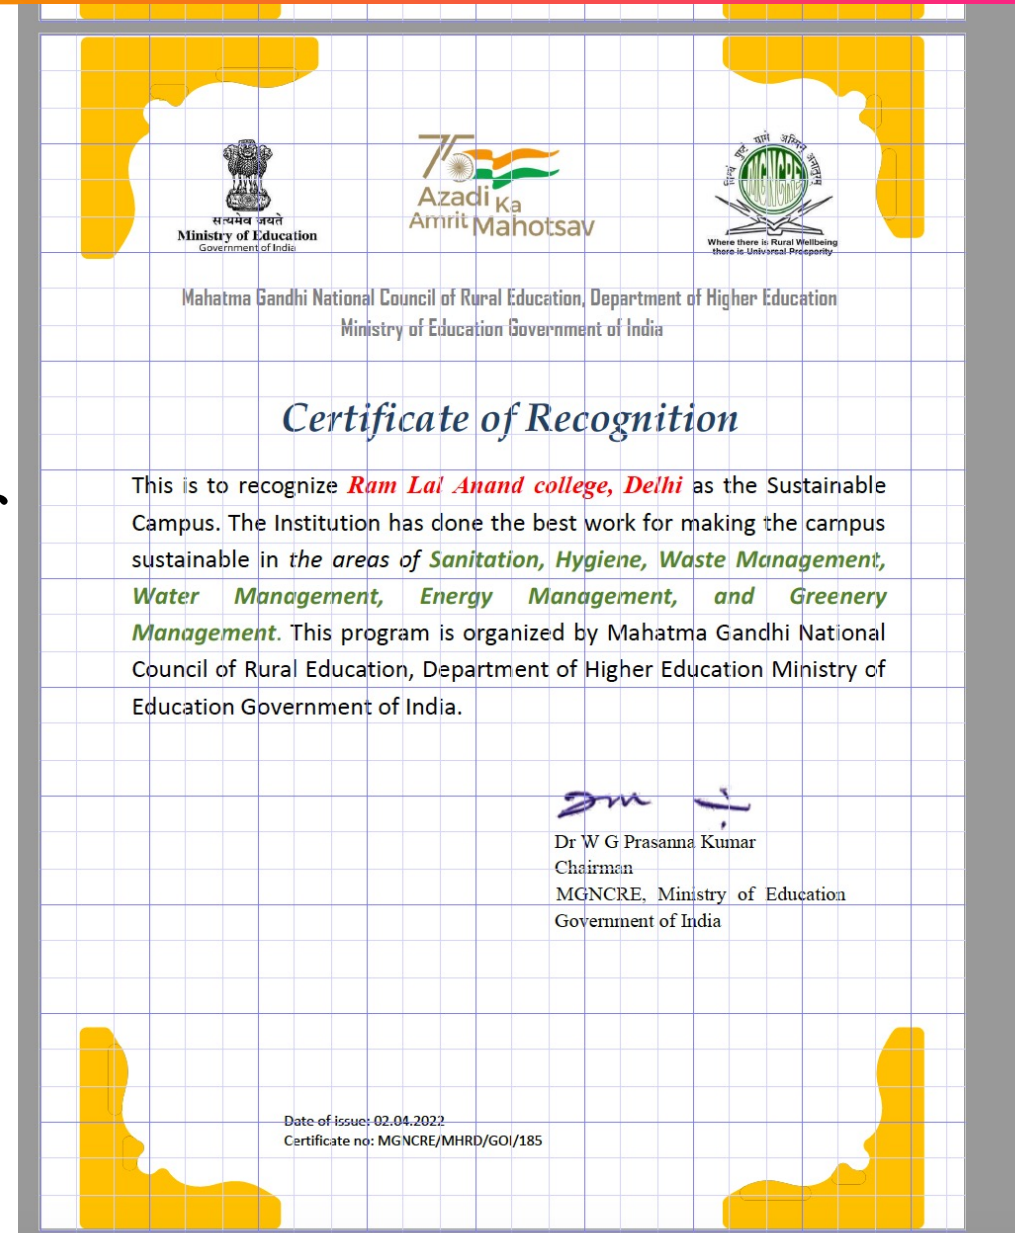 सत्यमेव जयते
Ministry of Education
Government of India
75
Azadi Ka
Amrit Mahotsav
MGNCRE
Where there is Rural Wellbeing
there is Universal Prosperity
Mahatma Gandhi National Council of Rural Education, Department of Higher Education
Ministry of Education Government of India
Certificate of Recognition
This is to recognize Ram Lal Anand college, Delhi as the Sustainable
Campus. The Institution has done the best work for making the campus
sustainable in the areas of Sanitation, Hygiene, Waste Management,
Water Management, Energy Management, and Greenery
Management. This program is organized by Mahatma Gandhi National
Council of Rural Education, Department of Higher Education Ministry of
Education Government of India.
Dr W G Prasanna Kumar
Chairman
MGNCRE, Ministry of Education
Government of India
Date of issue: 02.04.2022
Certificate no: MGNCRE/MHRD/GOI/185